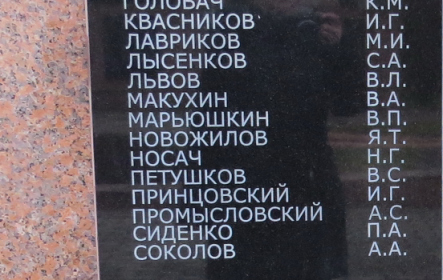 ГОЛОВАЧ К.М.
КВАСНИКОВ И.Г.
ЛАВРИКОВ М.И.
ЛЫСЕНКОВ С.А.
ЛЬВОВ В.Л.
МАКУХИН В.А.
МАРЬЮШКИН В.П.
НОВОЖИЛОВ Я.Т.
НОСАЧ Н.Г.
ПЕТУШКОВ В.С.
ПРИНЦОВСКИЙ И.Г.
ПРОМЫСЛОВСКИЙ А.С.
СИДЕНКО П.А.
СОКОЛОВ А.А.